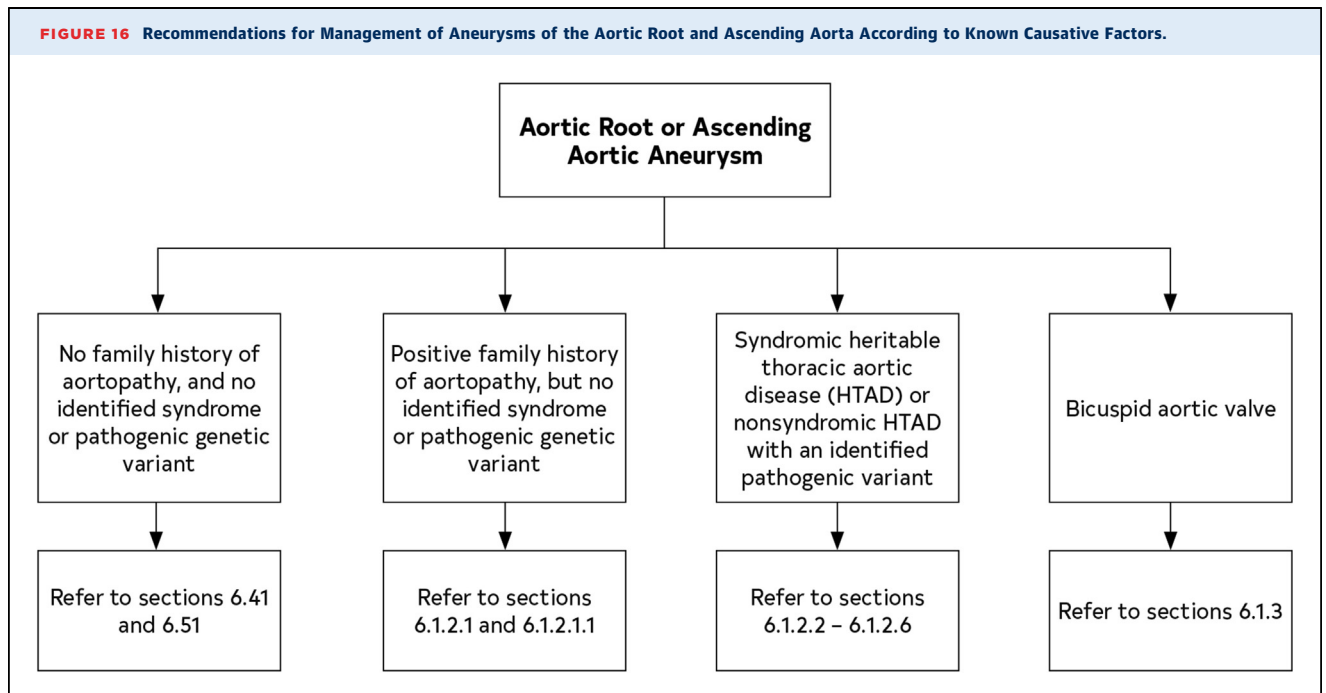 FIGURE 16 Recommendations for Management of Aneurysms of the Aortic Root and Ascending Aorta According to Known Causative Factors.
Aortic Root or Ascending
Aortic Aneurysm
No family history of
aortopathy, and no
identified syndrome
or pathogenic genetic
variant
Positive family history
of aortopathy, but no
identified syndrome
or pathogenic genetic
variant
Syndromic heritable
thoracic aortic
disease (HTAD) or
nonsyndromic HTAD
with an identified
pathogenic variant
Bicuspid aortic valve
Refer to sections 6.41
and 6.51
Refer to sections
6.1.2.1 and 6.1.2.1.1
Refer to sections
6.1.2.2 – 6.1.2.6
Refer to sections 6.1.3